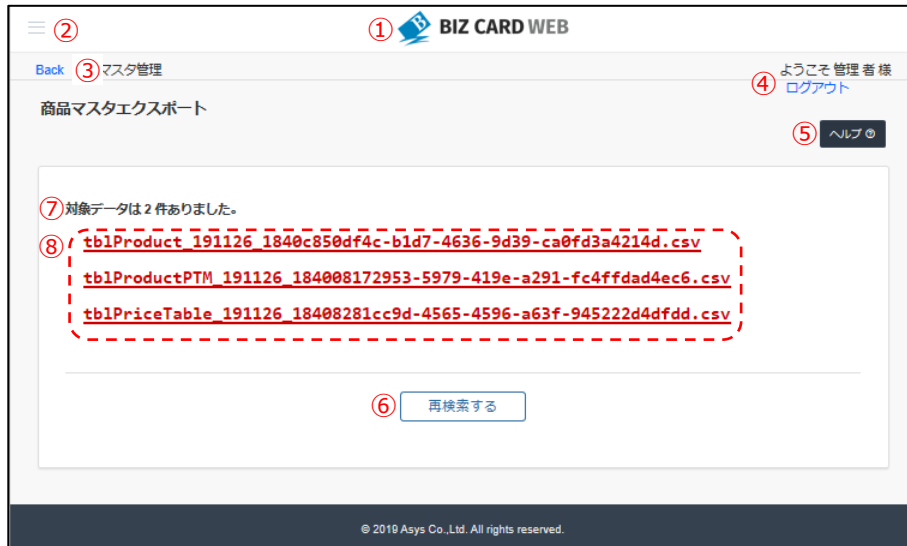 ② ① BIZ CARD WEB
Back ③ マスタ管理 ようこそ 管理 者 様
④ ログアウト
商品マスタエクスポート
⑤ ヘルプ
⑦ 対象データは 2 件ありました。
⑧ tblProduct_191126_1840c850df4c-b1d7-4636-9d39-ca0fd3a4214d.csv
tblProductPTM_191126_184008172953-5979-419e-a291-fc4ffdad4ec6.csv
tblPriceTable_191126_18408281cc9d-4565-4596-a63f-945222d4dfdd.csv
⑥ 再検索する
© 2019 Asys Co.,Ltd. All rights reserved.